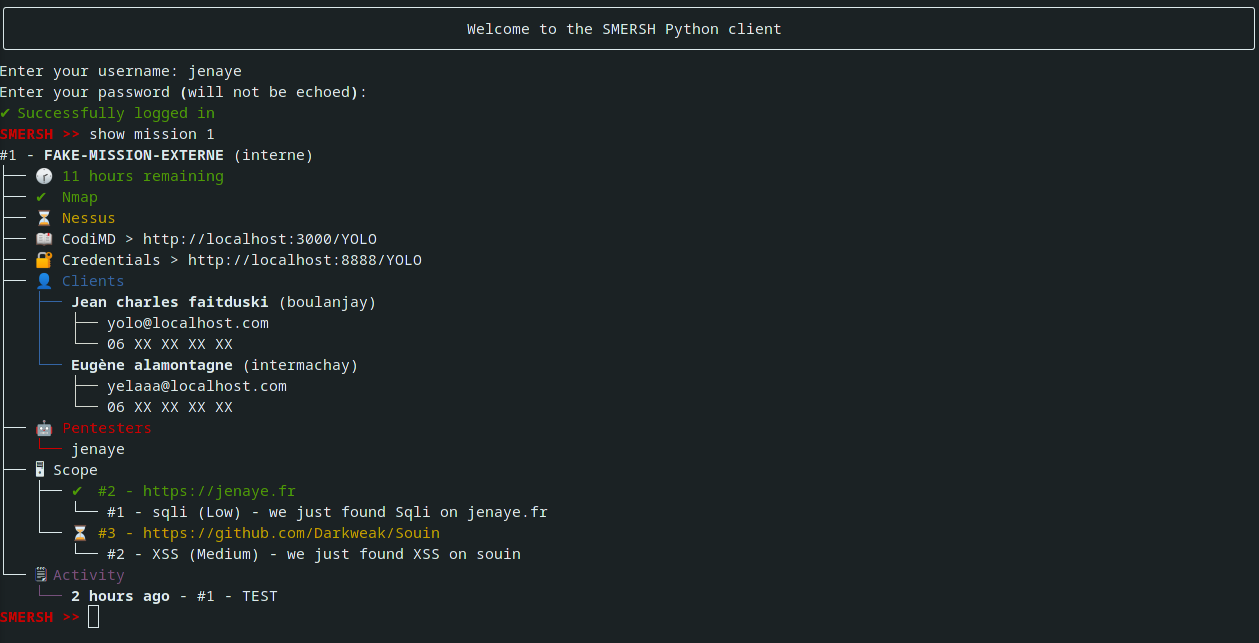 Welcome to the SMERSH Python client
Enter your username: jenaye
Enter your password (will not be echoed):
✔ Successfully logged in
SMERSH >> show mission 1
#1 - FAKE-MISSION-EXTERNE (interne)
11 hours remaining
✔ Nmap
Nessus
CodiMD > http://localhost:3000/YOLO
Credentials > http://localhost:8888/YOLO
Clients
Jean charles faitduski (boulanjay)
yolo@localhost.com
06 XX XX XX XX
Eugène alamontagne (intermachay)
yelaaa@localhost.com
06 XX XX XX XX
Pentesters
jenaye
Scope
✔ #2 - https://jenaye.fr
#1 - sqli (Low) - we just found Sqli on jenaye.fr
#3 - https://github.com/Darkweak/Souin
#2 - XSS (Medium) - we just found XSS on souin
Activity
2 hours ago - #1 - TEST
SMERSH >>